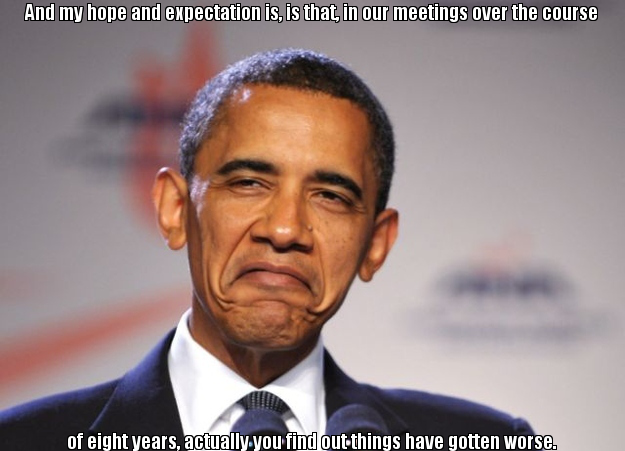 And my hope and expectation is, is that, in our meetings over the course
of eight years, actually you find out things have gotten worse.